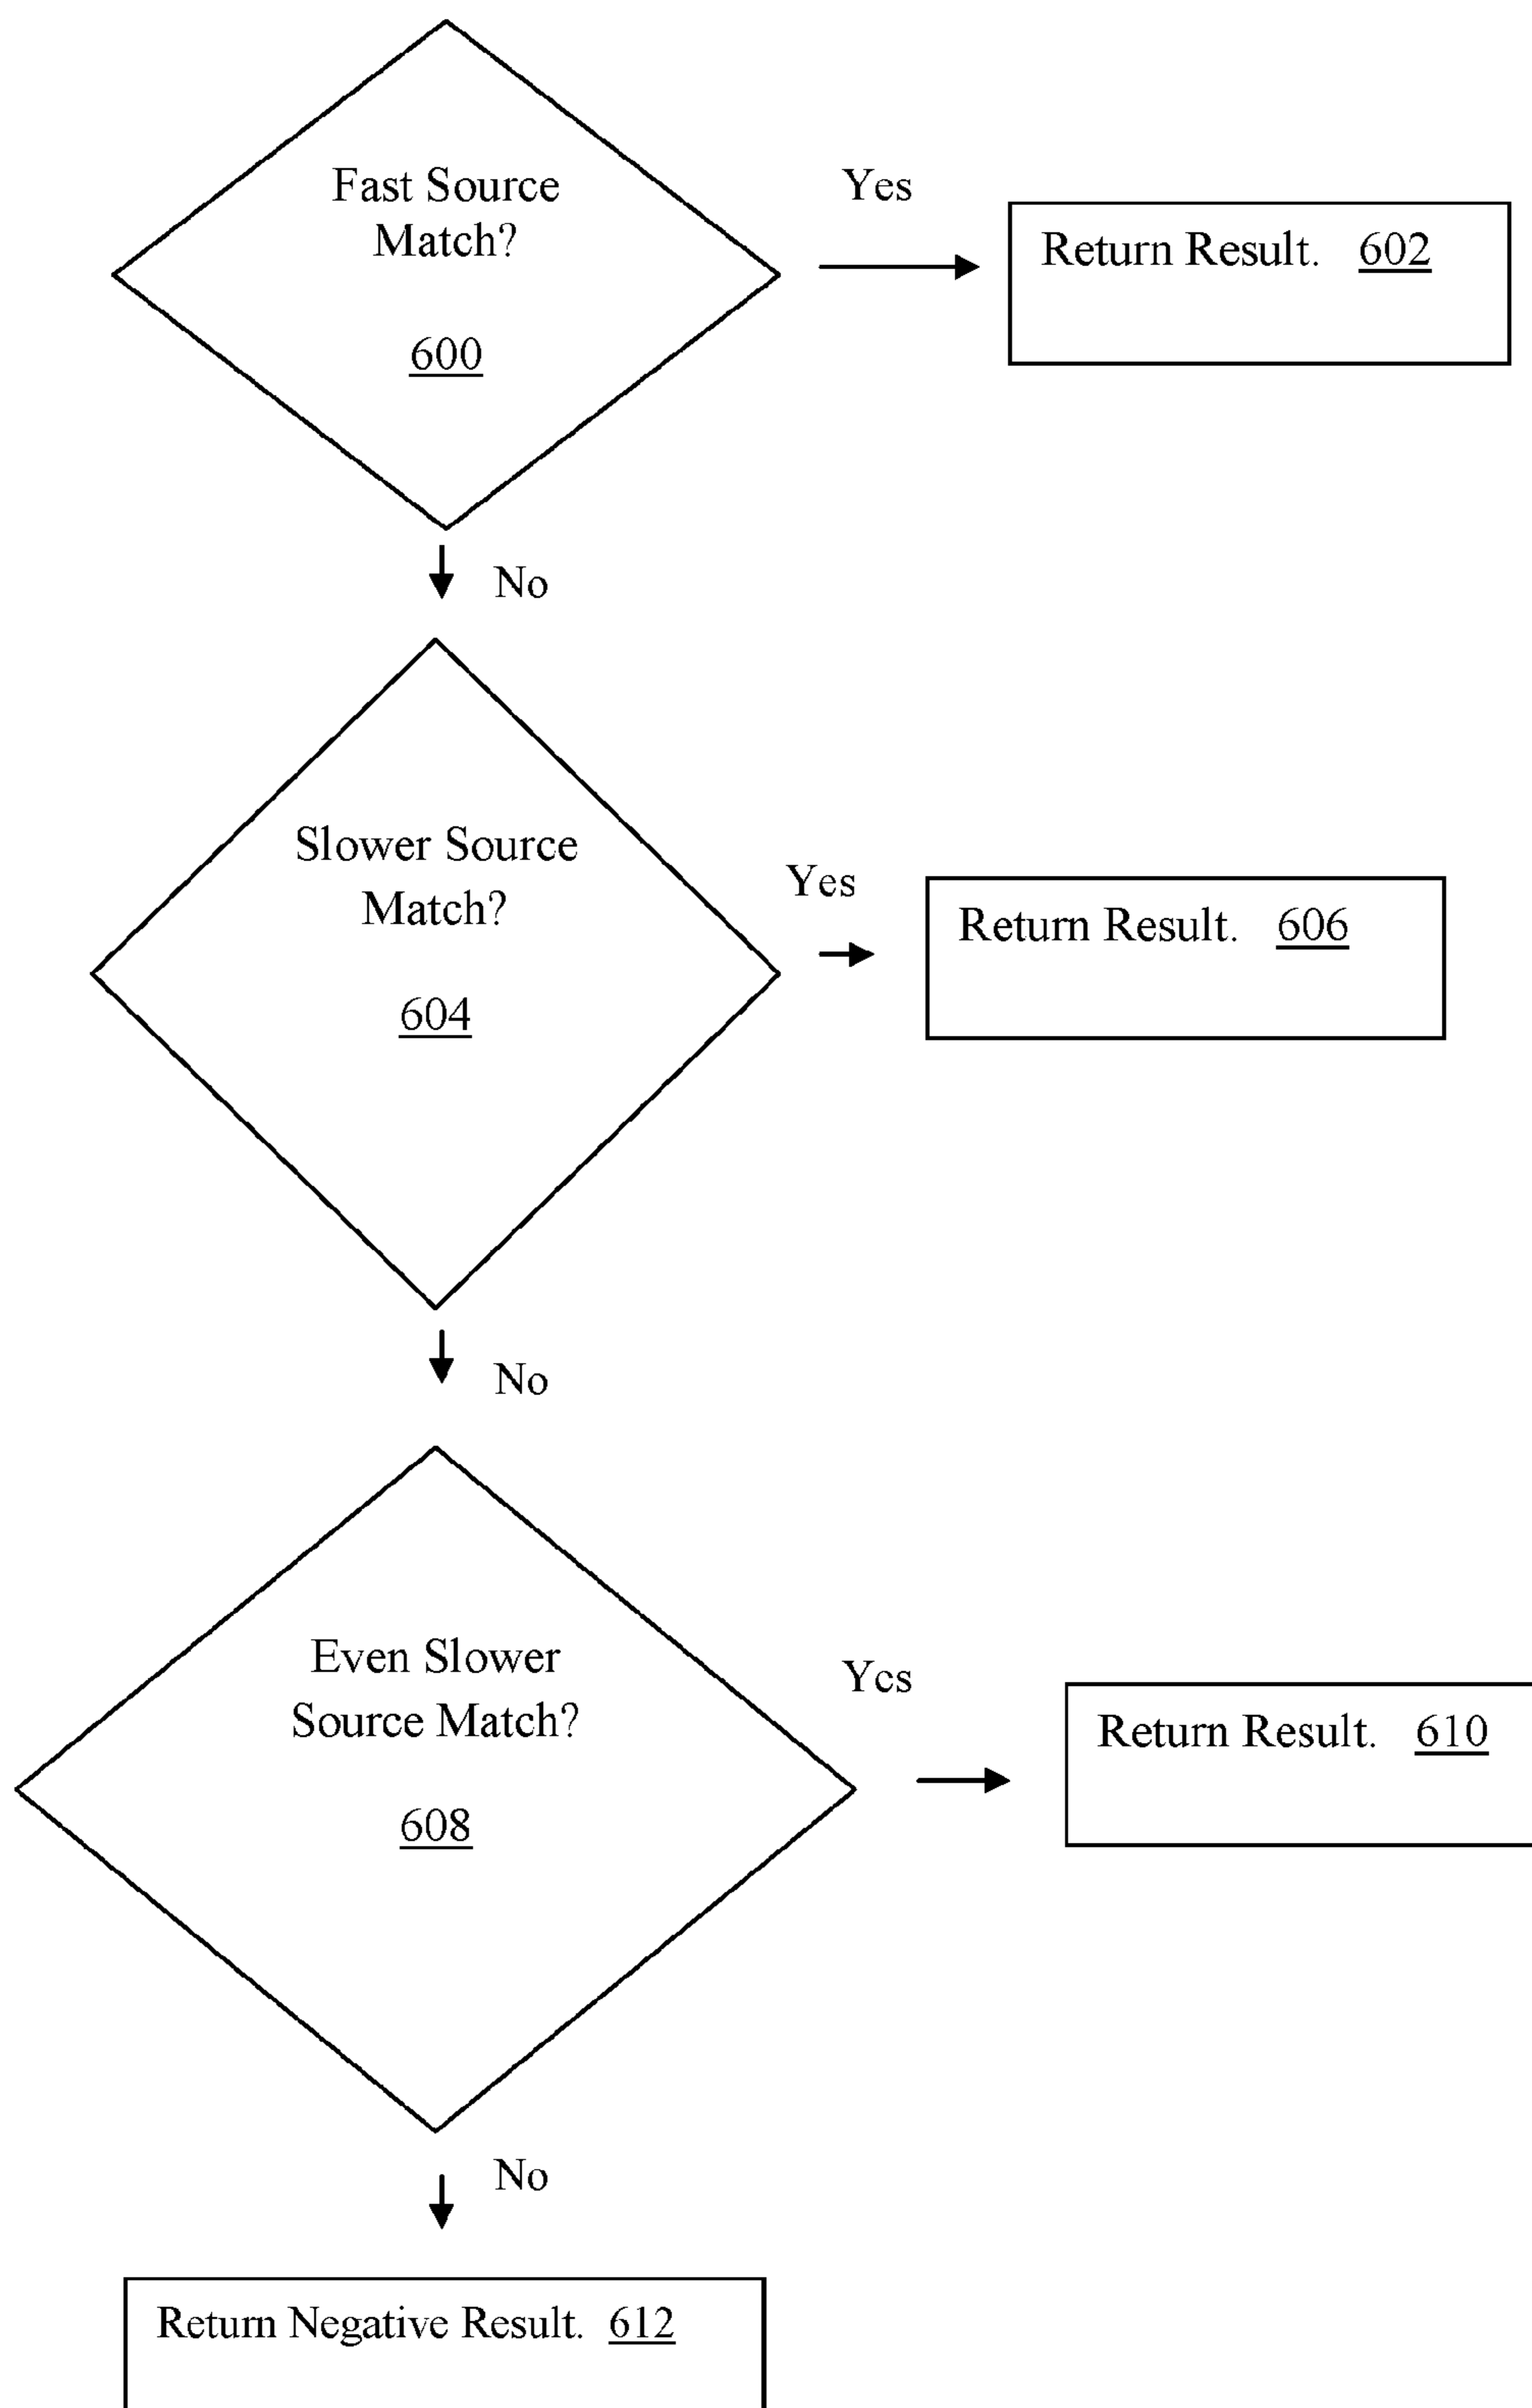 Fast Source
Match?
600
Yes
Return Result. 602
No
Slower Source
Match?
604
Yes
Return Result. 606
No
Even Slower
Source Match?
608
Yes
Return Result. 610
No
Return Negative Result. 612